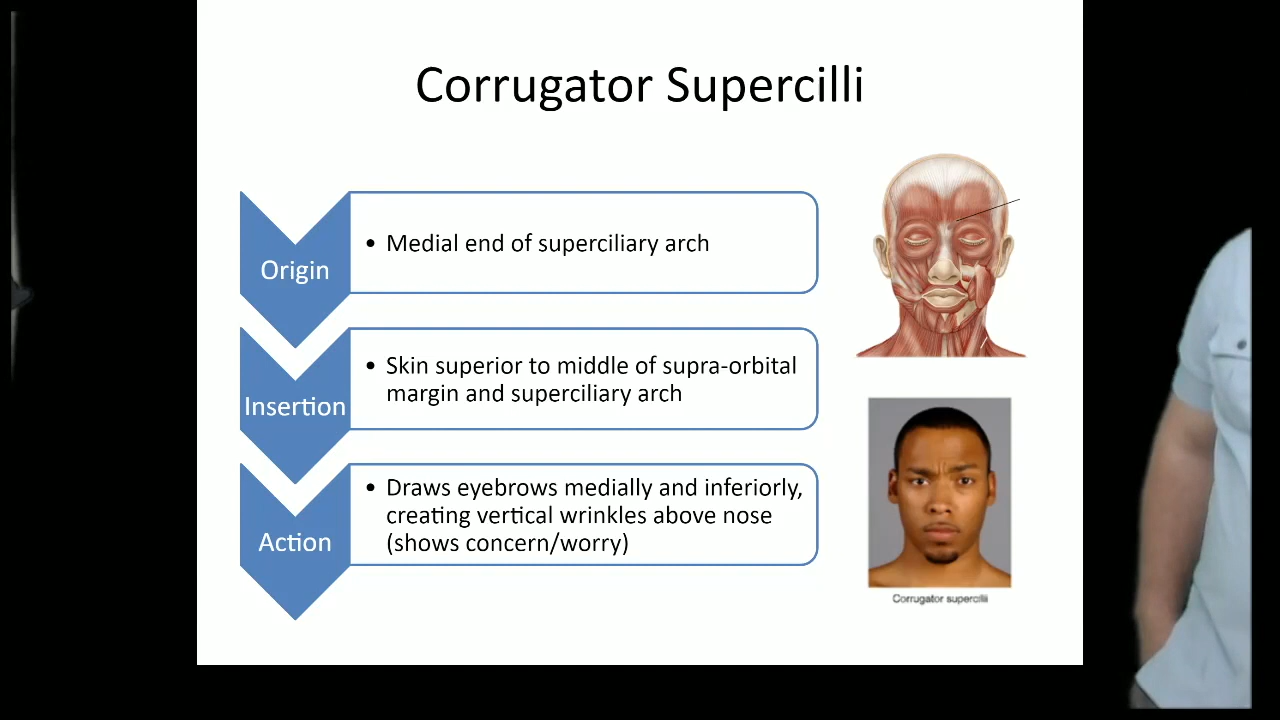 Corrugator Supercilli
Origin
• Medial end of superciliary arch
Insertion
• Skin superior to middle of supra-orbital
margin and superciliary arch
Action
• Draws eyebrows medially and inferiorly,
creating vertical wrinkles above nose
(shows concern/worry)
Corrugator supercilii